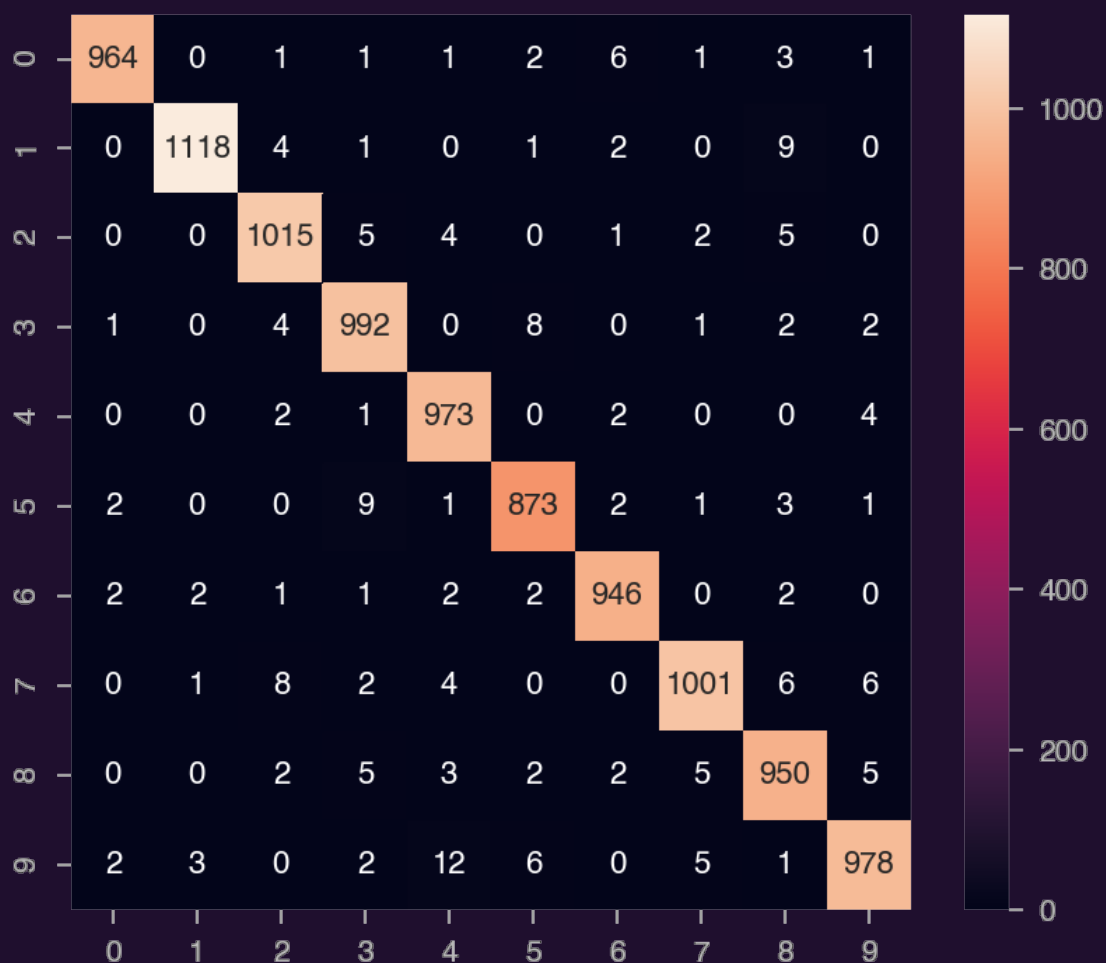 0 964 0 1 1 1 2 6 1 3 1
1 0 1118 4 1 0 1 2 0 9 0
2 0 0 1015 5 4 0 1 2 5 0
3 1 0 4 992 0 8 0 1 2 2
4 0 0 2 1 973 0 2 0 0 4
5 2 0 0 9 1 873 2 1 3 1
6 2 2 1 1 2 2 946 0 2 0
7 0 1 8 2 4 0 0 1001 6 6
8 0 0 2 5 3 2 2 5 950 5
9 2 3 0 2 12 6 0 5 1 978
0 1 2 3 4 5 6 7 8 9
1000
800
600
400
200
0